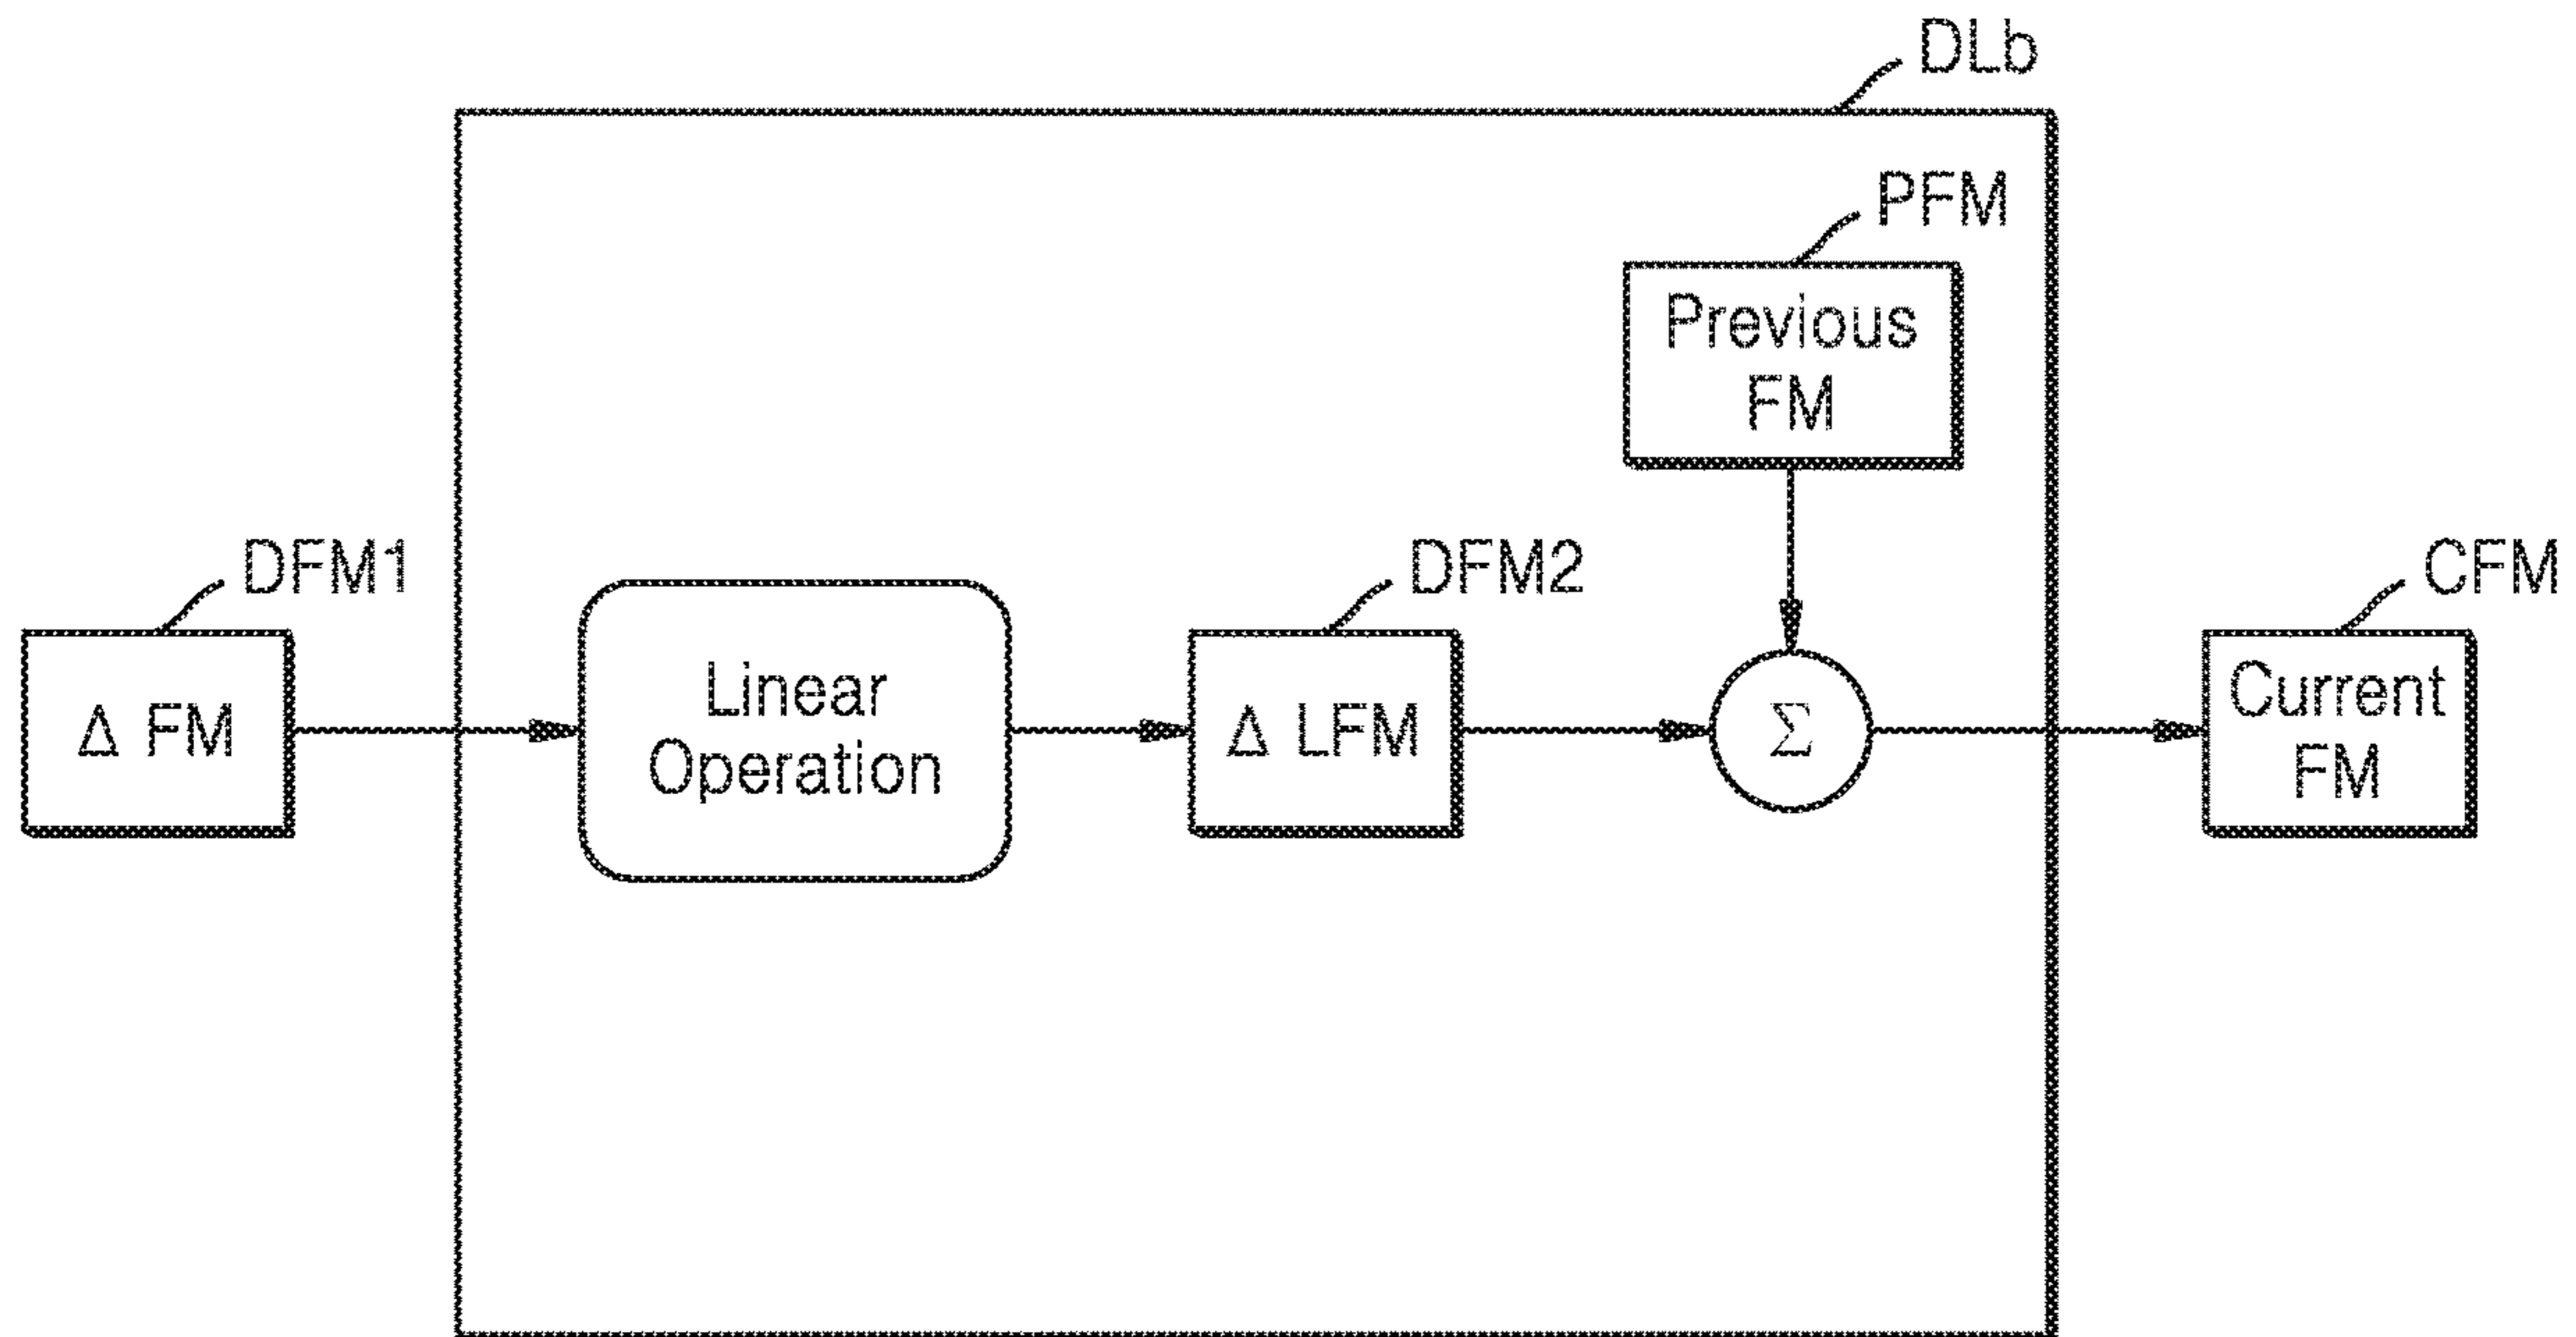 DLb
PFM
Previous
FM
DFM1
DFM2
CFM
Δ FM
Linear
Operation
Δ LFM
Σ
Current
FM